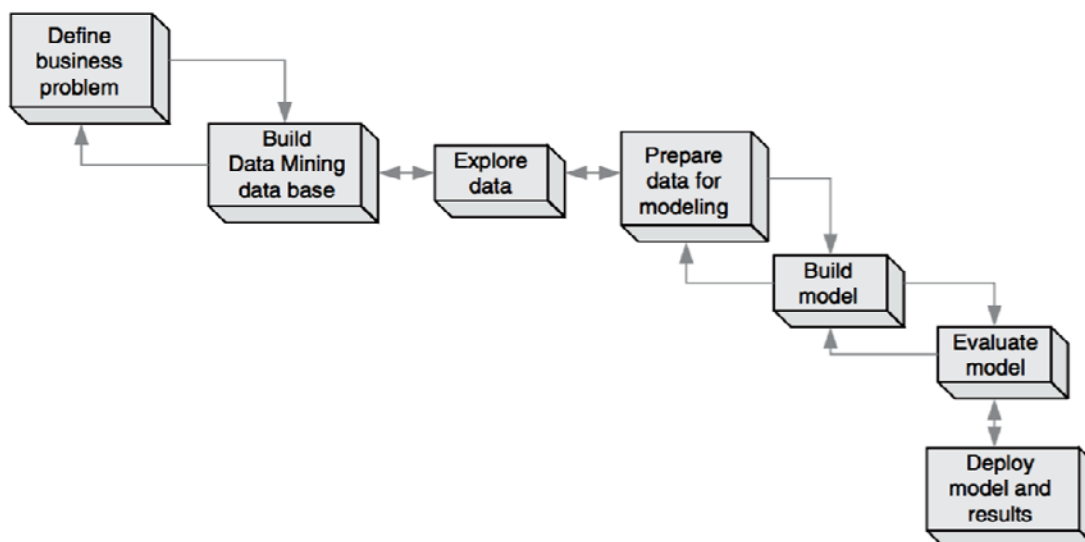 Define
business
problem
Build
Data Mining
data base
Explore
data
Prepare
data for
modeling
Build
model
Evaluate
model
Deploy
model and
results